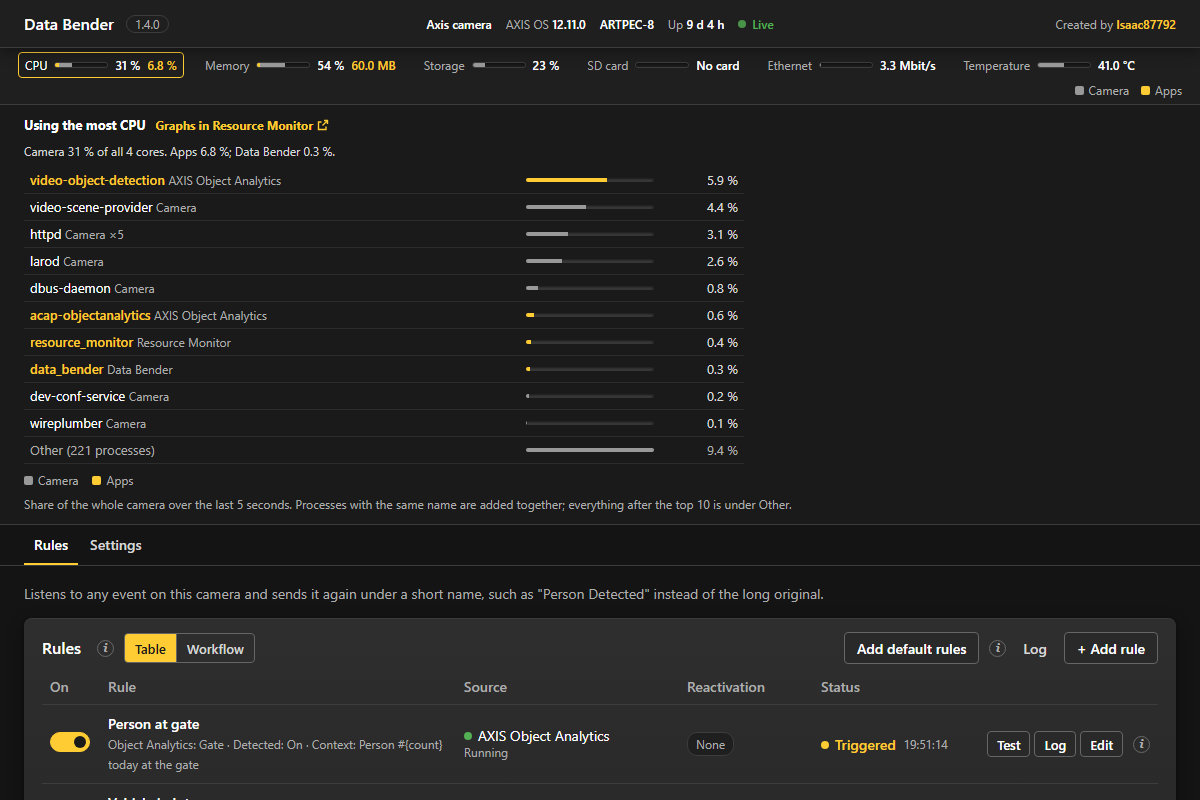 Data Bender 1.4.0 Axis camera AXIS OS 12.11.0 ARTPEC-8 Up 9 d 4 h Live Created by Isaac87792
CPU 31 % 6.8 % Memory 54 % 60.0 MB Storage 23 % SD card No card Ethernet 3.3 Mbit/s Temperature 41.0 °C
Camera Apps
Using the most CPU Graphs in Resource Monitor
Camera 31 % of all 4 cores. Apps 6.8 %; Data Bender 0.3 %.
video-object-detection AXIS Object Analytics 5.9 %
video-scene-provider Camera 4.4 %
httpd Camera ×5 3.1 %
larod Camera 2.6 %
dbus-daemon Camera 0.8 %
acap-objectanalytics AXIS Object Analytics 0.6 %
resource_monitor Resource Monitor 0.4 %
data_bender Data Bender 0.3 %
dev-conf-service Camera 0.2 %
wireplumber Camera 0.1 %
Other (221 processes) 9.4 %
Camera Apps
Share of the whole camera over the last 5 seconds. Processes with the same name are added together; everything after the top 10 is under Other.
Rules Settings
Listens to any event on this camera and sends it again under a short name, such as "Person Detected" instead of the long original.
Rules i Table Workflow Add default rules i Log + Add rule
On Rule Source Reactivation Status
Person at gate
Object Analytics: Gate · Detected: On · Context: Person #{count}
today at the gate
AXIS Object Analytics
Running
None
Triggered 19:51:14
Test Log Edit i